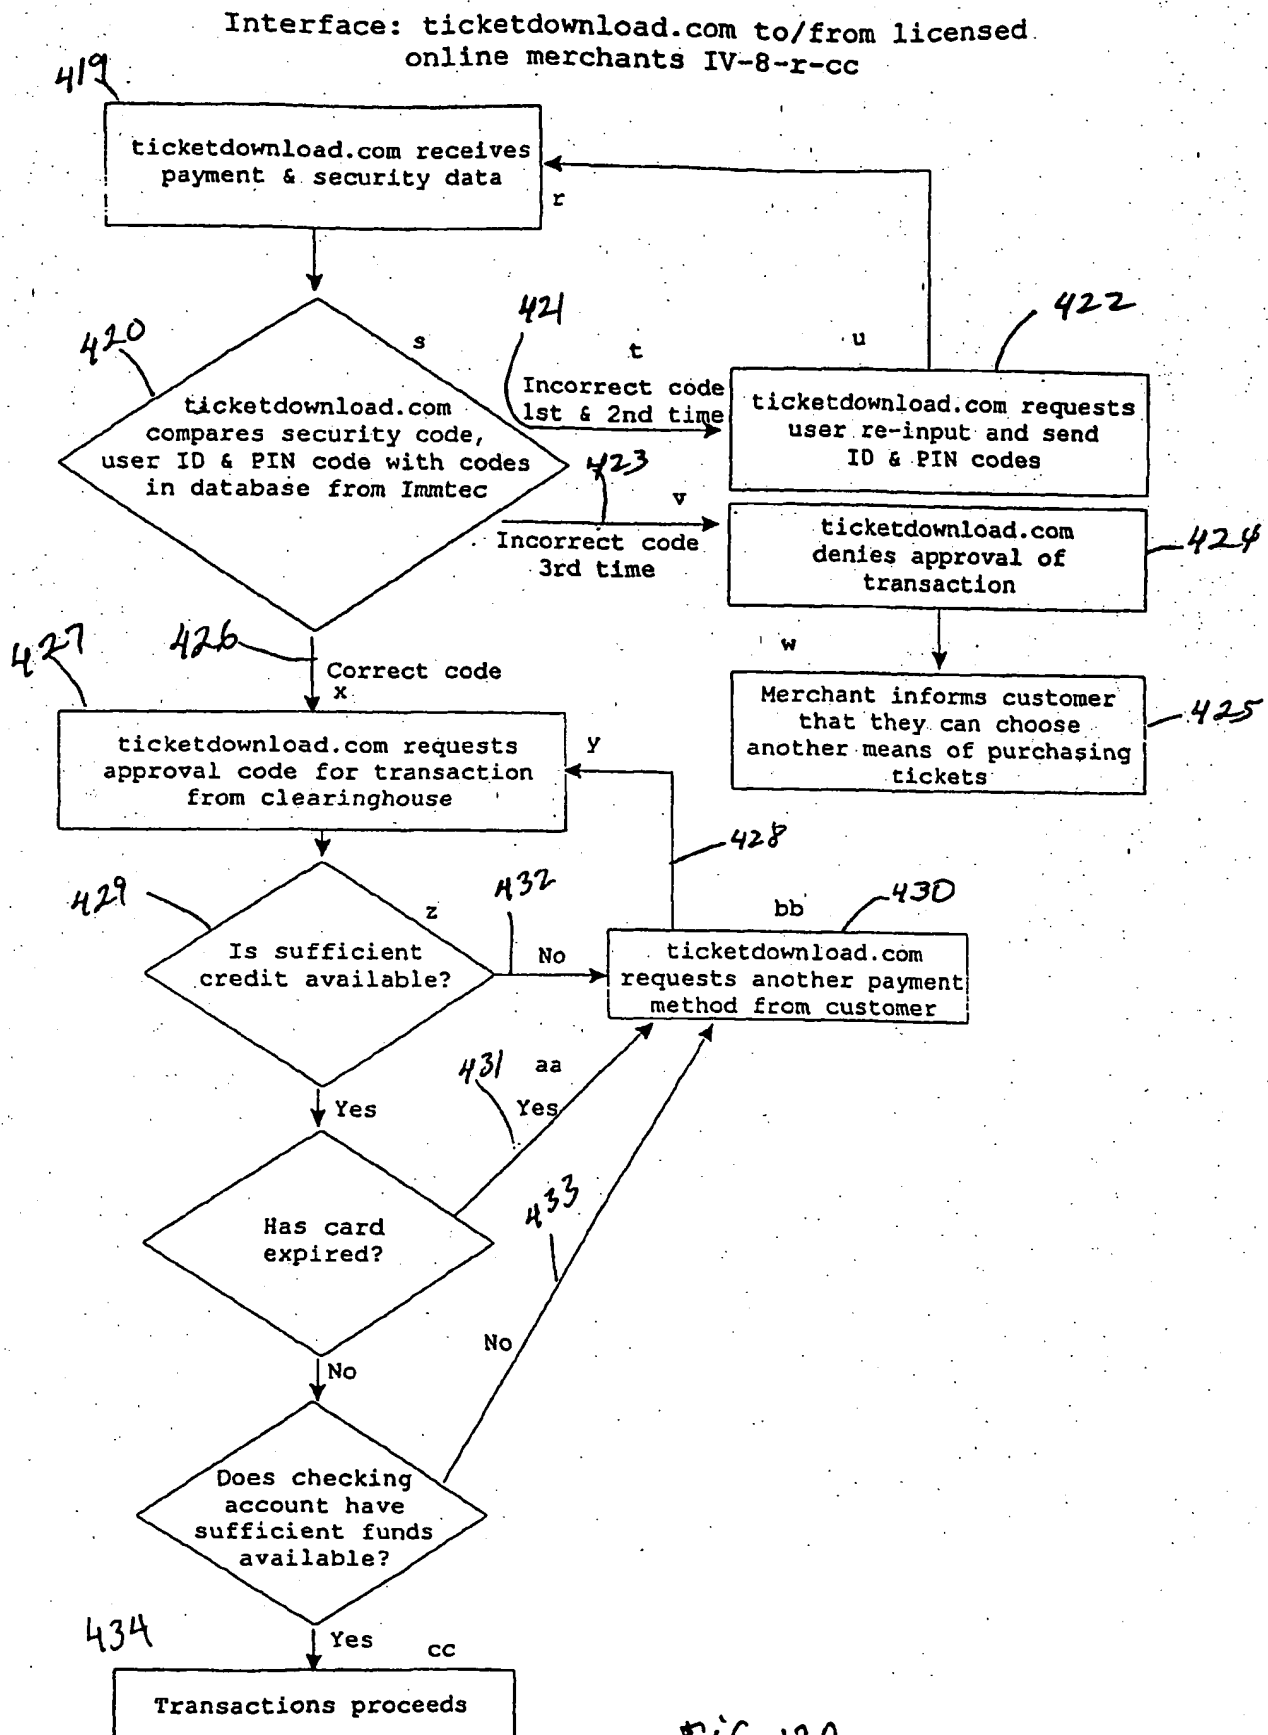 Interface: ticketdownload.com to/from licensed
online merchants IV-8-r-cc
419
ticketdownload.com receives
payment & security data
r
420
s
ticketdownload.com
compares security code,
user ID & PIN code with codes
in database from Immtec
421
t
Incorrect code
1st & 2nd time
u
422
ticketdownload.com requests
user re-input and send
ID & PIN codes
423
v
Incorrect code
3rd time
ticketdownload.com
denies approval of
transaction
424
w
Merchant informs customer
that they can choose
another means of purchasing
tickets
425
426
Correct code
x
427
ticketdownload.com requests
approval code for transaction
from clearinghouse
y
428
429
z
Is sufficient
credit available?
432
No
bb
430
ticketdownload.com
requests another payment
method from customer
Yes
431
aa
Yes
Has card
expired?
433
No
No
Does checking
account have
sufficient funds
available?
434
Yes
cc
Transactions proceeds